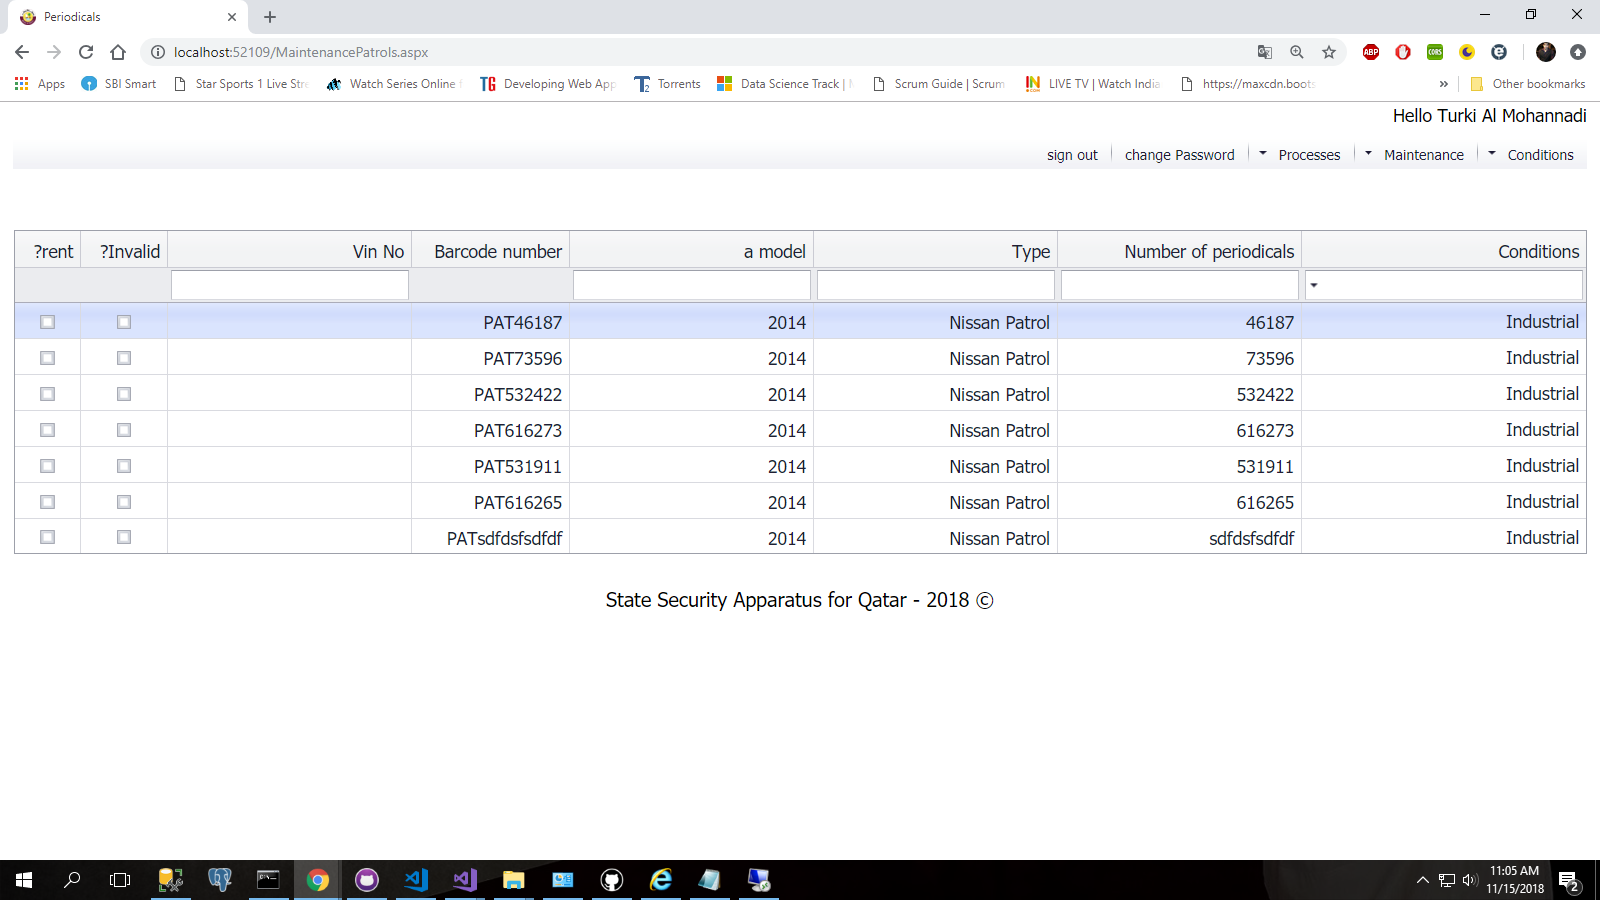 Periodicals
localhost:52109/MaintenancePatrols.aspx
Apps SBI Smart Star Sports 1 Live Stre Watch Series Online f Developing Web App Torrents Data Science Track | Scrum Guide | Scrum LIVE TV | Watch India https://maxcdn.boots » Other bookmarks
Hello Turki Al Mohannadi
sign out change Password Processes Maintenance Conditions
?rent ?Invalid Vin No Barcode number a model Type Number of periodicals Conditions
PAT46187 2014 Nissan Patrol 46187 Industrial
PAT73596 2014 Nissan Patrol 73596 Industrial
PAT532422 2014 Nissan Patrol 532422 Industrial
PAT616273 2014 Nissan Patrol 616273 Industrial
PAT531911 2014 Nissan Patrol 531911 Industrial
PAT616265 2014 Nissan Patrol 616265 Industrial
PATsdfdsfsdfdf 2014 Nissan Patrol sdfdsfsdfdf Industrial
State Security Apparatus for Qatar - 2018 ©
11:05 AM
11/15/2018
2